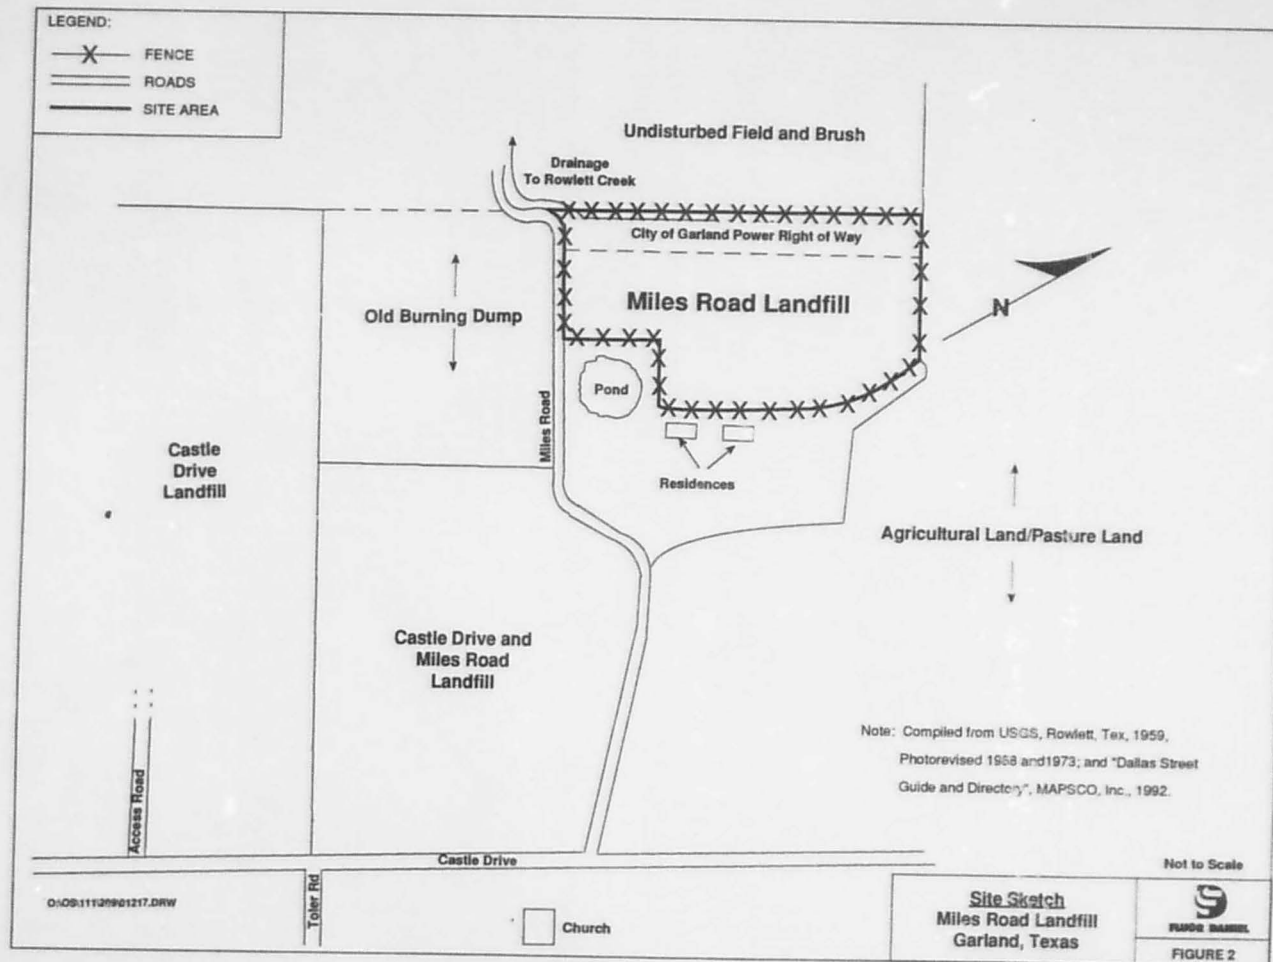 LEGEND:
FENCE
ROADS
SITE AREA
Undisturbed Field and Brush
Drainage
To Rowlett Creek
City of Garland Power Right of Way
Miles Road Landfill
N
Old Burning Dump
Pond
Miles Road
Residences
Castle
Drive
Landfill
Agricultural Land/Pasture Land
Castle Drive and
Miles Road
Landfill
Note: Compiled from USGS, Rowlett, Tex, 1959,
Photorevised 1968 and1973; and "Dallas Street
Guide and Directory", MAPSCO, Inc., 1992.
Access Road
Castle Drive
Not to Scale
Toler Rd
Church
Site Sketch
Miles Road Landfill
Garland, Texas
FLUOR DANIEL
FIGURE 2